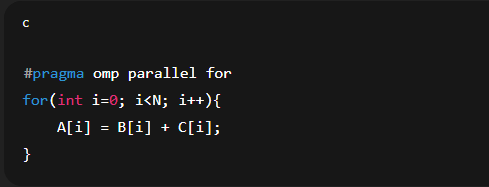 c
#pragma omp parallel for
for(int i=0; i<N; i++){
    A[i] = B[i] + C[i];
}